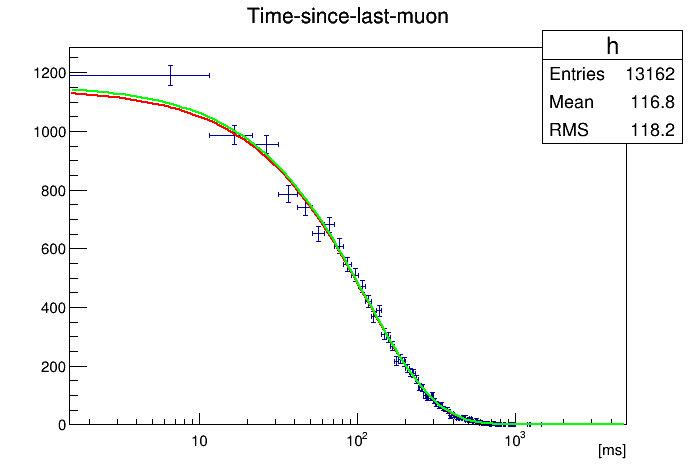 Time-since-last-muon
h
Entries 13162
Mean 116.8
RMS 118.2
1200
1000
800
600
400
200
0
10 10² 10³
[ms]